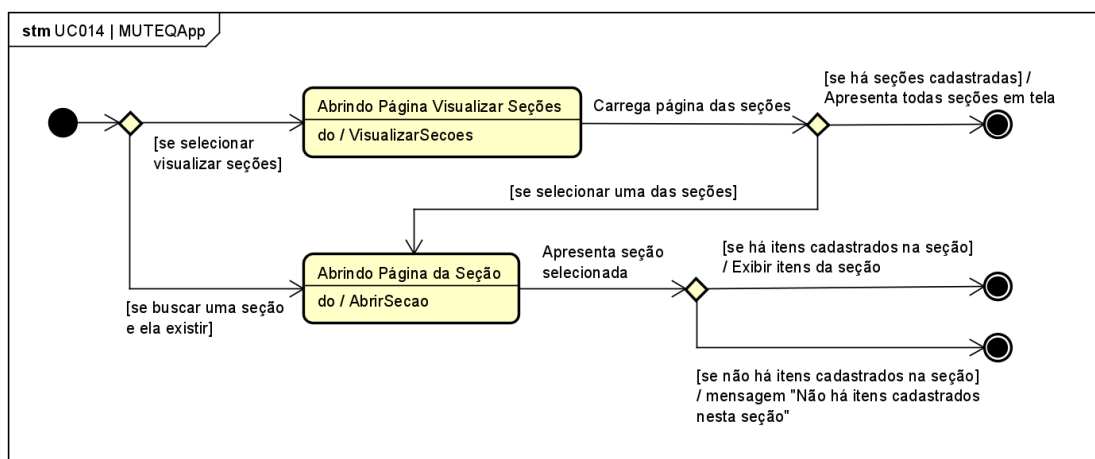 stm UC014 | MUTEQApp
[se há seções cadastradas] /
Apresenta todas seções em tela
Abrindo Página Visualizar Seções
Carrega página das seções
do / VisualizarSecoes
[se selecionar
visualizar seções]
[se selecionar uma das seções]
Abrindo Página da Seção
do / AbrirSecao
Apresenta seção
selecionada
[se há itens cadastrados na seção]
/ Exibir itens da seção
[se buscar uma seção
e ela existir]
[se não há itens cadastrados na seção]
/ mensagem "Não há itens cadastrados
nesta seção"